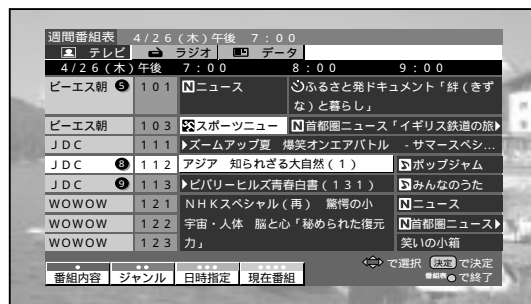 週間番組表 4/26(木)午後 7:00
テレビ ラジオ データ
4/26(木)午後 7:00 8:00 9:00
ビーエス朝 5 101 Nニュース ふるさと発ドキュメント「絆(きず
な)と暮らし」
ビーエス朝 103 スポーツニュー N首都圏ニュース「イギリス鉄道の旅
JDC 111 ズームアップ夏 爆笑オンエアバトル -サマースペシ...
JDC 8 112 アジア 知られざる大自然(1) ポップジャム
JDC 9 113 ビバリーヒルズ青春白書(131) みんなのうた
WOWOW 121 NHKスペシャル(再) 驚愕の小 Nニュース
WOWOW 122 宇宙・人体 脳と心「秘められた復元 N首都圏ニュース
WOWOW 123 力」 笑いの小箱
で選択 決定 で決定
番組内容 ジャンル 日時指定 現在番組 番組表 で終了